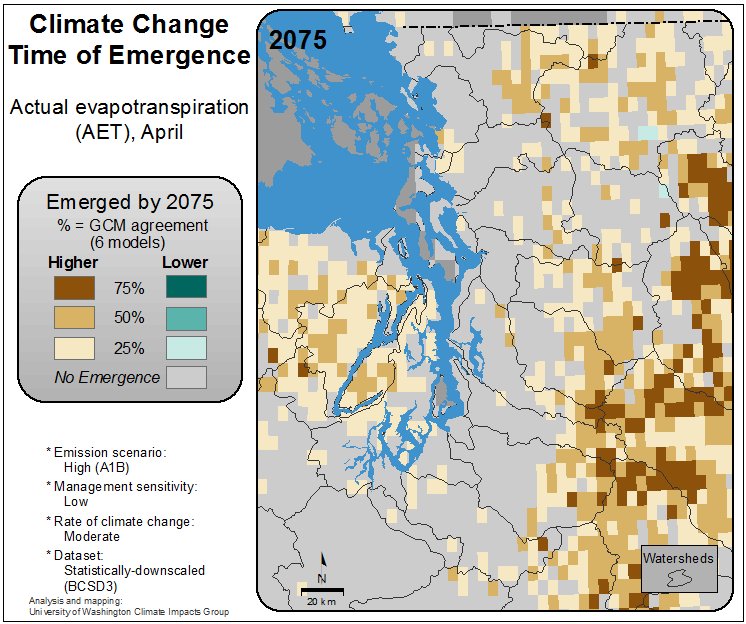 Climate Change
Time of Emergence
Actual evapotranspiration
(AET), April
Emerged by 2075
% = GCM agreement
(6 models)
Higher Lower
75%
50%
25%
No Emergence
* Emission scenario:
High (A1B)
* Management sensitivity:
Low
* Rate of climate change:
Moderate
* Dataset:
Statistically-downscaled
(BCSD3)
Analysis and mapping:
University of Washington Climate Impacts Group
2075
N
20 km
Watersheds